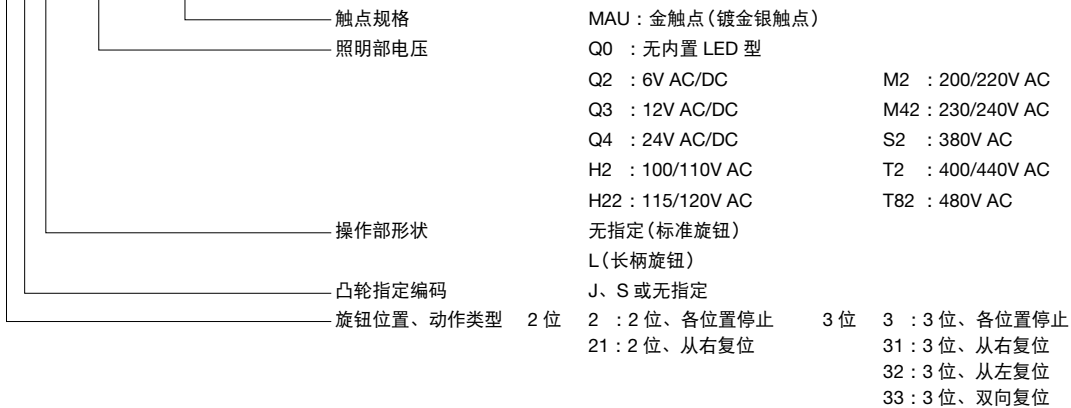 触点规格 MAU：金触点（镀金银触点）
照明部电压 Q0 ：无内置 LED 型
Q2 ：6V AC/DC M2 ：200/220V AC
Q3 ：12V AC/DC M42：230/240V AC
Q4 ：24V AC/DC S2 ：380V AC
H2 ：100/110V AC T2 ：400/440V AC
H22：115/120V AC T82 ：480V AC
操作部形状 无指定（标准旋钮）
L（长柄旋钮）
凸轮指定编码 J、S 或无指定
旋钮位置、动作类型 2 位 2 ：2 位、各位置停止 3 位 3 ：3 位、各位置停止
21：2 位、从右复位 31：3 位、从右复位
32：3 位、从左复位
33：3 位、双向复位